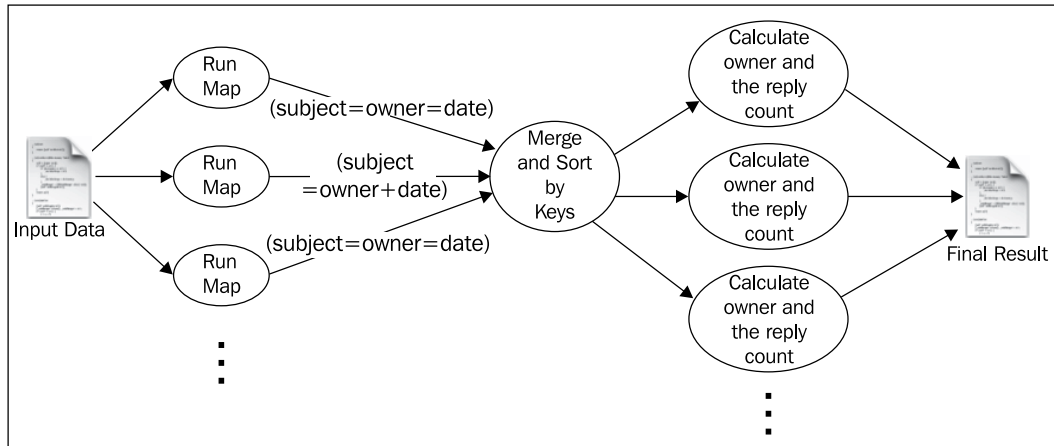 Input Data
Run
Map
Run
Map
Run
Map
(subject=owner=date)
(subject
=owner+date)
(subject=owner=date)
Merge
and Sort
by
Keys
Calculate
owner and
the reply
count
Calculate
owner and
the reply
count
Calculate
owner and
the reply
count
Final Result